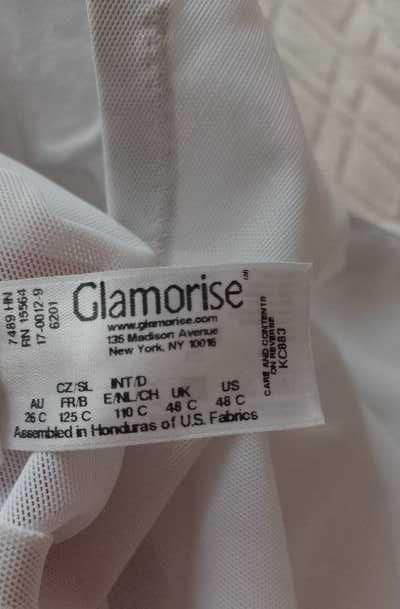 7489 HN
RN 15564
17-0012-9
6201
Glamorise
www.glamorise.com
135 Madison Avenue
New York, NY 10016
CARE AND CONTENTS
ON REVERSE
KC883
CZ/SL INT/D
AU FR/B E/NL/CH UK US
26 C 125 C 110 C 48 C 48 C
Assembled in Honduras of U.S. Fabrics